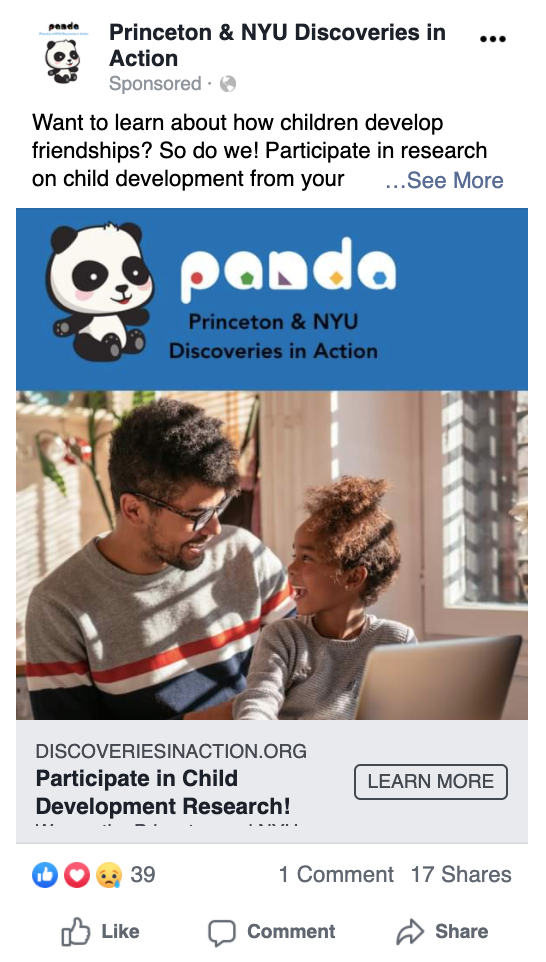 panda
Princeton & NYU Discoveries in
Action
Sponsored ·
Want to learn about how children develop
friendships? So do we! Participate in research
on child development from your ...See More
panda
Princeton & NYU
Discoveries in Action
DISCOVERIESINACTION.ORG
Participate in Child
Development Research!
LEARN MORE
39
1 Comment 17 Shares
Like
Comment
Share